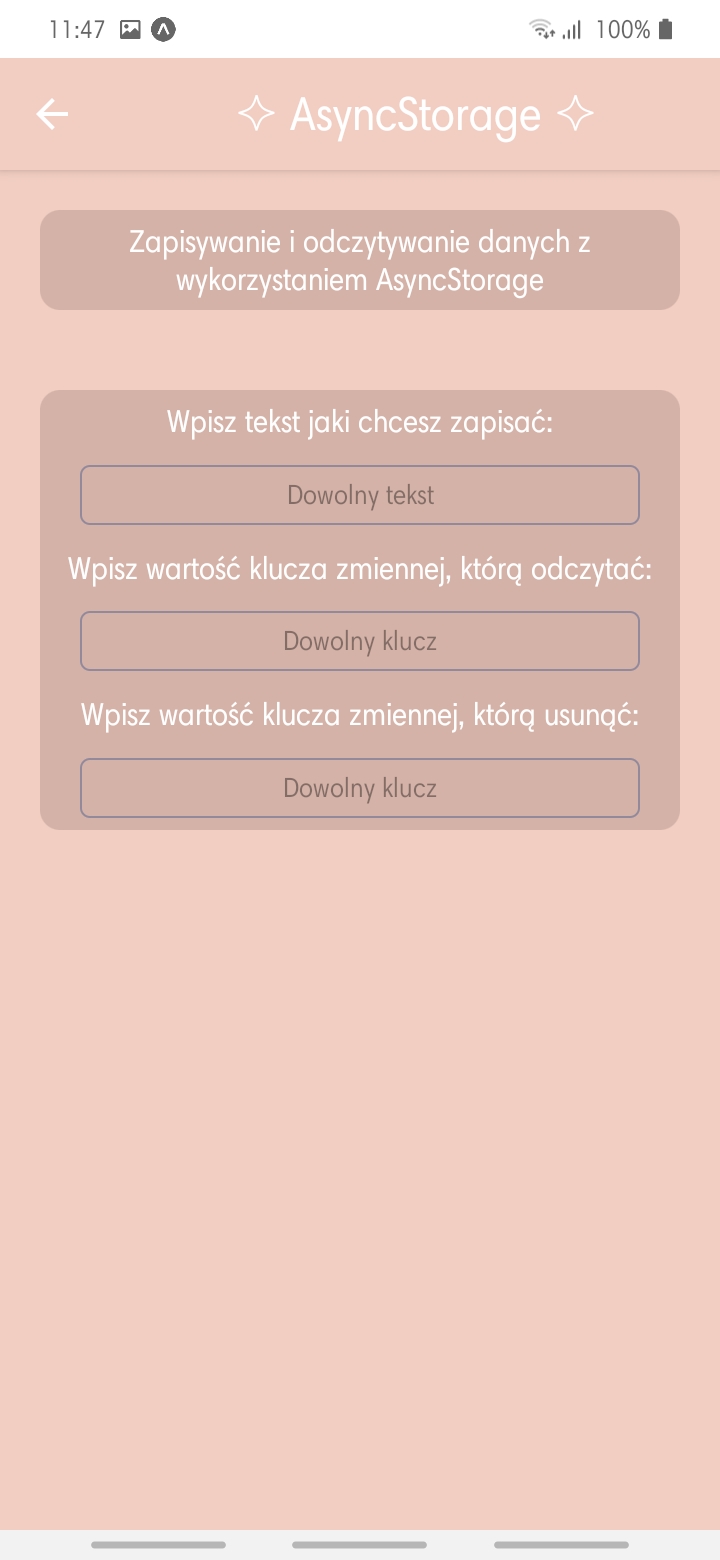 11:47 100%
✧ AsyncStorage ✧
Zapisywanie i odczytywanie danych z
wykorzystaniem AsyncStorage
Wpisz tekst jaki chcesz zapisać:
Dowolny tekst
Wpisz wartość klucza zmiennej, którą odczytać:
Dowolny klucz
Wpisz wartość klucza zmiennej, którą usunąć:
Dowolny klucz